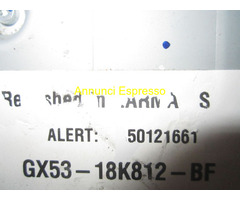 Annunci Espresso
ALERT: 50121661
GX53-18K812-BF